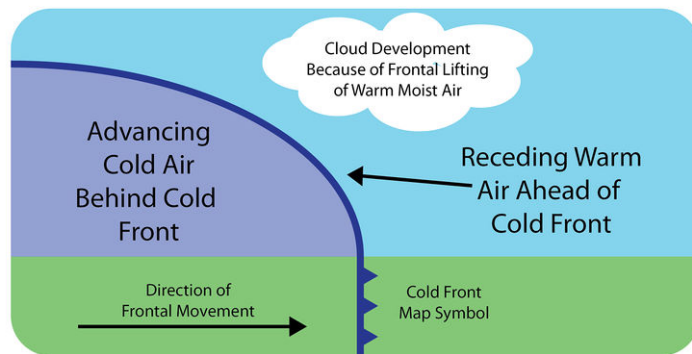 Cloud Development
Because of Frontal Lifting
of Warm Moist Air
Advancing
Cold Air
Behind Cold
Front
Receding Warm
Air Ahead of
Cold Front
Direction of
Frontal Movement
Cold Front
Map Symbol